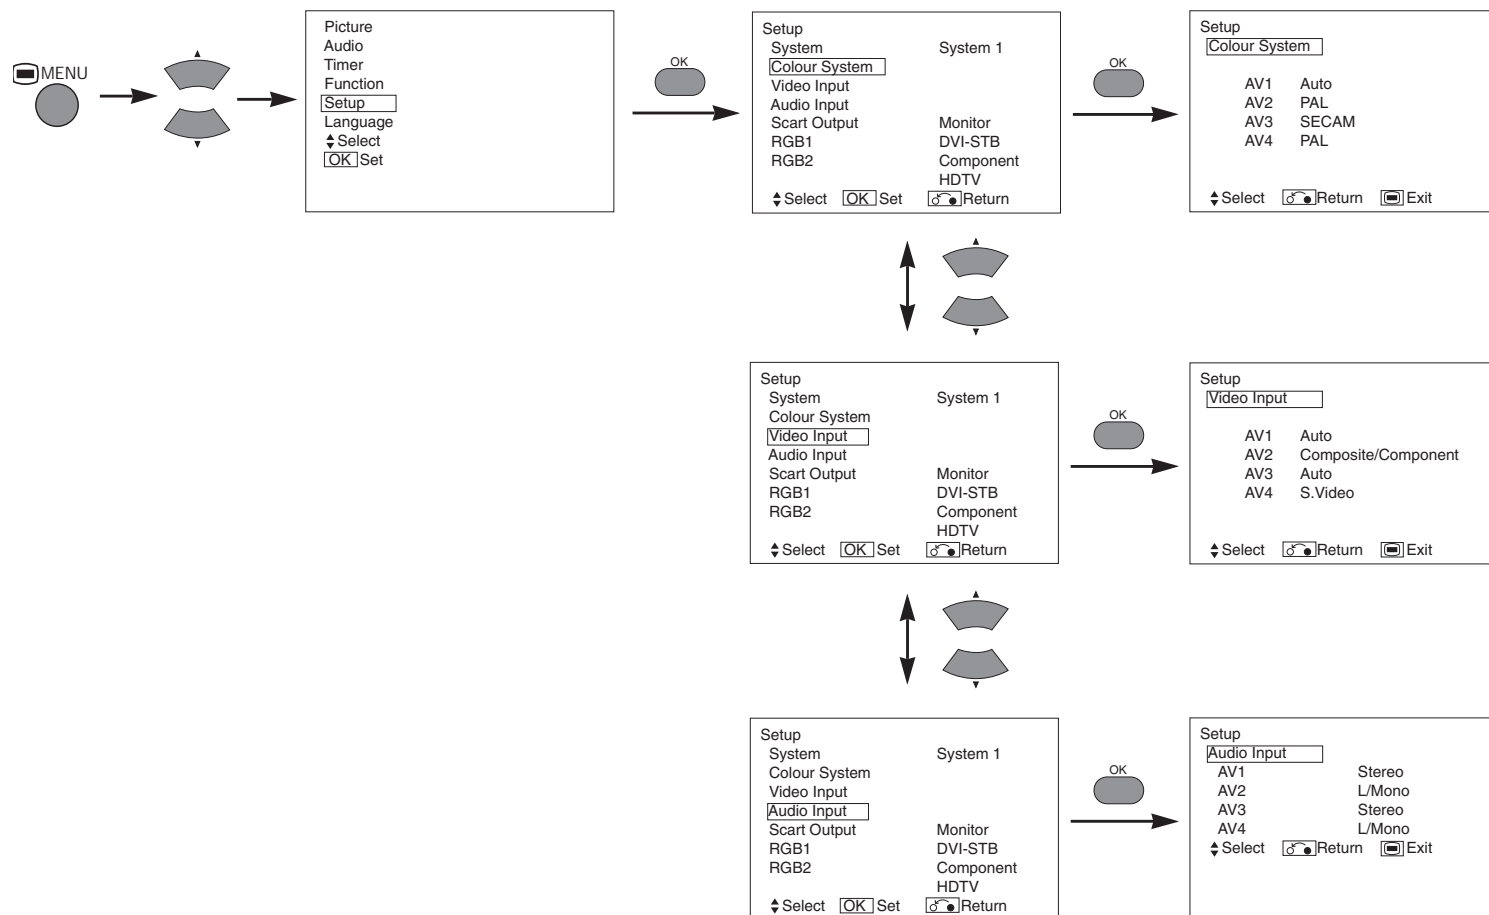 MENU
Picture
Audio
Timer
Function
Setup
Language
Select
OK Set
OK
Setup
System System 1
Colour System
Video Input
Audio Input
Scart Output Monitor
RGB1 DVI-STB
RGB2 Component
HDTV
Select OK Set Return
OK
Setup
Colour System
AV1 Auto
AV2 PAL
AV3 SECAM
AV4 PAL
Select Return Exit
Setup
System System 1
Colour System
Video Input
Audio Input
Scart Output Monitor
RGB1 DVI-STB
RGB2 Component
HDTV
Select OK Set Return
OK
Setup
Video Input
AV1 Auto
AV2 Composite/Component
AV3 Auto
AV4 S.Video
Select Return Exit
Setup
System System 1
Colour System
Video Input
Audio Input
Scart Output Monitor
RGB1 DVI-STB
RGB2 Component
HDTV
Select OK Set Return
OK
Setup
Audio Input
AV1 Stereo
AV2 L/Mono
AV3 Stereo
AV4 L/Mono
Select Return Exit